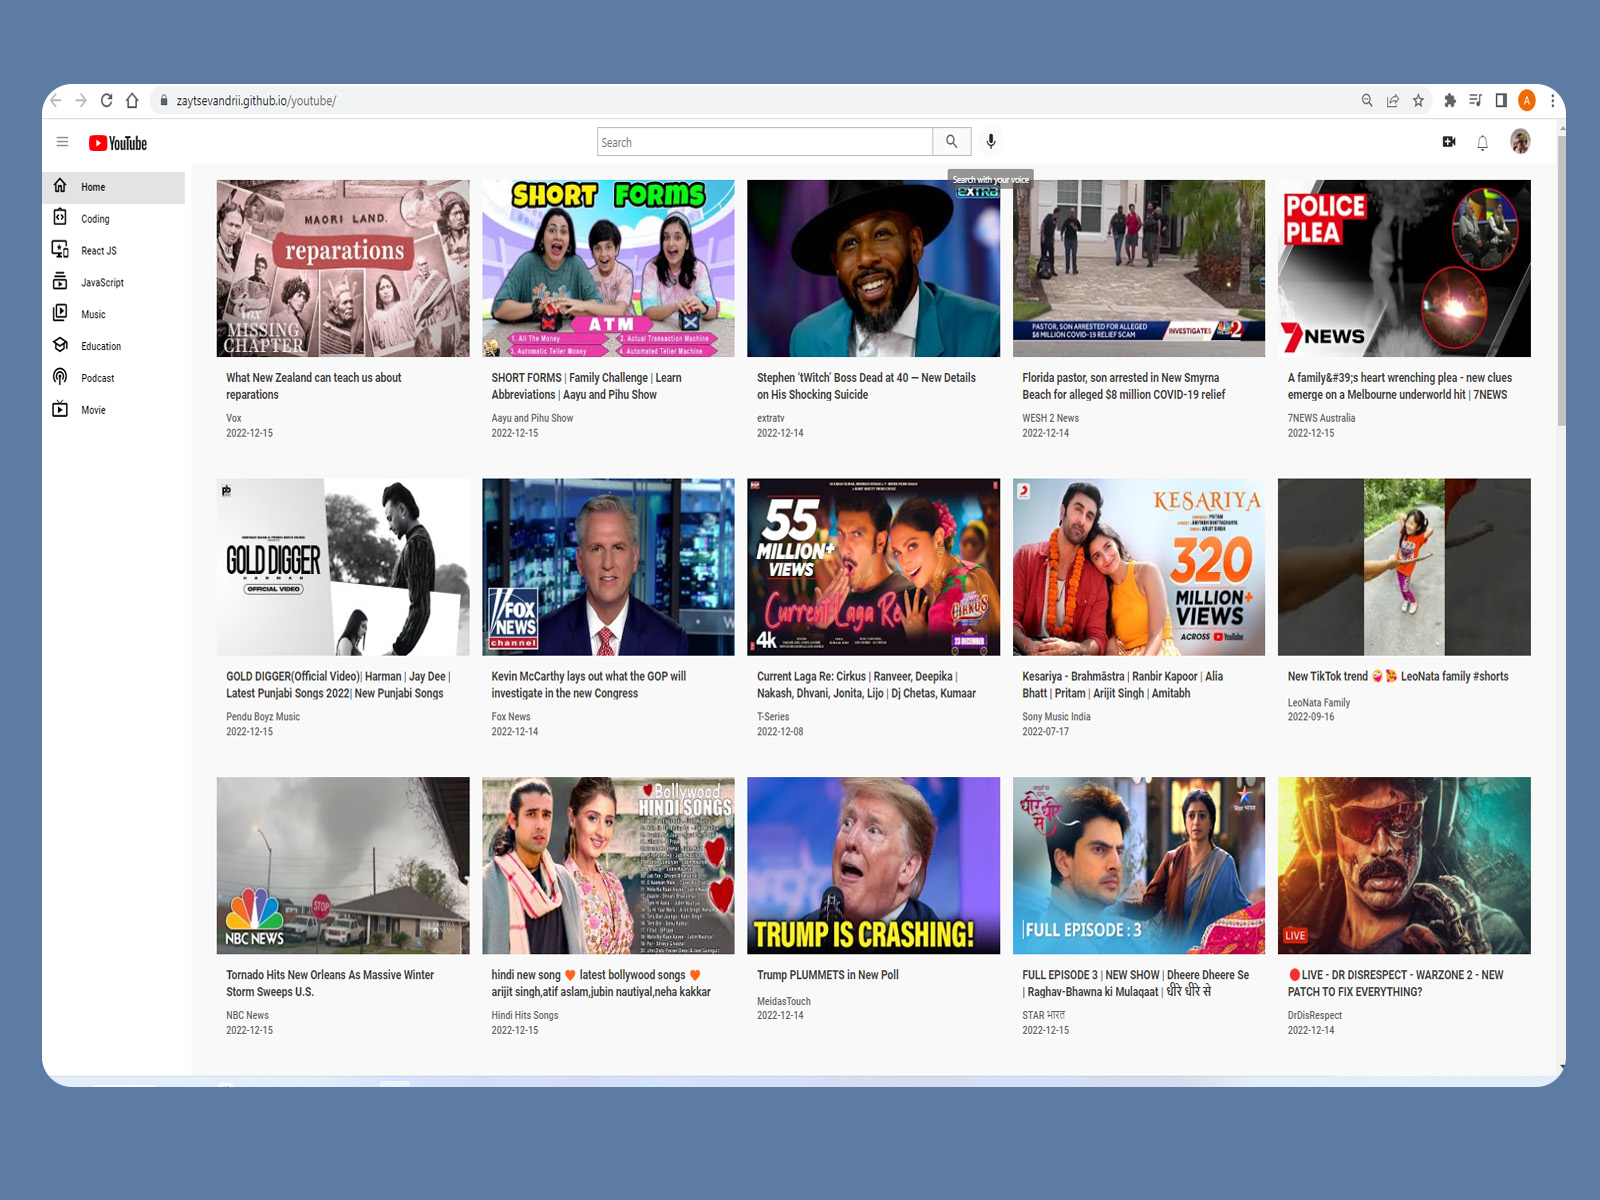 zaytsevandrii.github.io/youtube/
A
YouTube
Search
Search with your voice
Home
Coding
React JS
JavaScript
Music
Education
Podcast
Movie
MAORI LAND.
reparations
Vox
MISSING
CHAPTER
What New Zealand can teach us about
reparations
Vox
2022-12-15
SHORT FORMS
ATM
1. All The Money
2. Actual Transaction Machine
3. Automatic Teller Money
4. Automated Teller Machine
SHORT FORMS | Family Challenge | Learn
Abbreviations | Aayu and Pihu Show
Aayu and Pihu Show
2022-12-15
extra
Stephen 'tWitch' Boss Dead at 40 — New Details
on His Shocking Suicide
extratv
2022-12-14
PASTOR, SON ARRESTED FOR ALLEGED
$8 MILLION COVID-19 RELIEF SCAM
INVESTIGATES
2
Florida pastor, son arrested in New Smyrna
Beach for alleged $8 million COVID-19 relief
WESH 2 News
2022-12-14
POLICE
PLEA
7NEWS
A family&#39;s heart wrenching plea - new clues
emerge on a Melbourne underworld hit | 7NEWS
7NEWS Australia
2022-12-15
GOLD DIGGER
HARMAN
OFFICIAL VIDEO
GOLD DIGGER(Official Video)| Harman | Jay Dee |
Latest Punjabi Songs 2022| New Punjabi Songs
Pendu Boyz Music
2022-12-15
FOX
NEWS
channel
Kevin McCarthy lays out what the GOP will
investigate in the new Congress
Fox News
2022-12-14
55
MILLION+
VIEWS
Current Laga Re
CIRKUS
4k
23 DECEMBER
Current Laga Re: Cirkus | Ranveer, Deepika |
Nakash, Dhvani, Jonita, Lijo | Dj Chetas, Kumaar
T-Series
2022-12-08
KESARIYA
320
MILLION+
VIEWS
ACROSS YouTube
Kesariya - Brahmāstra | Ranbir Kapoor | Alia
Bhatt | Pritam | Arijit Singh | Amitabh
Sony Music India
2022-07-17
New TikTok trend 🤪 🥰 LeoNata family #shorts
LeoNata Family
2022-09-16
STOP
NBC NEWS
Tornado Hits New Orleans As Massive Winter
Storm Sweeps U.S.
NBC News
2022-12-15
Bollywood
HINDI SONGS
hindi new song 🧡 latest bollywood songs 🧡
arijit singh,atif aslam,jubin nautiyal,neha kakkar
Hindi Hits Songs
2022-12-15
TRUMP IS CRASHING!
Trump PLUMMETS in New Poll
MeidasTouch
2022-12-14
धीरे धीरे से
FULL EPISODE : 3
FULL EPISODE 3 | NEW SHOW | Dheere Dheere Se
| Raghav-Bhawna ki Mulaqaat | धीरे धीरे से
STAR भारत
2022-12-15
LIVE
🔴LIVE - DR DISRESPECT - WARZONE 2 - NEW
PATCH TO FIX EVERYTHING?
DrDisRespect
2022-12-14